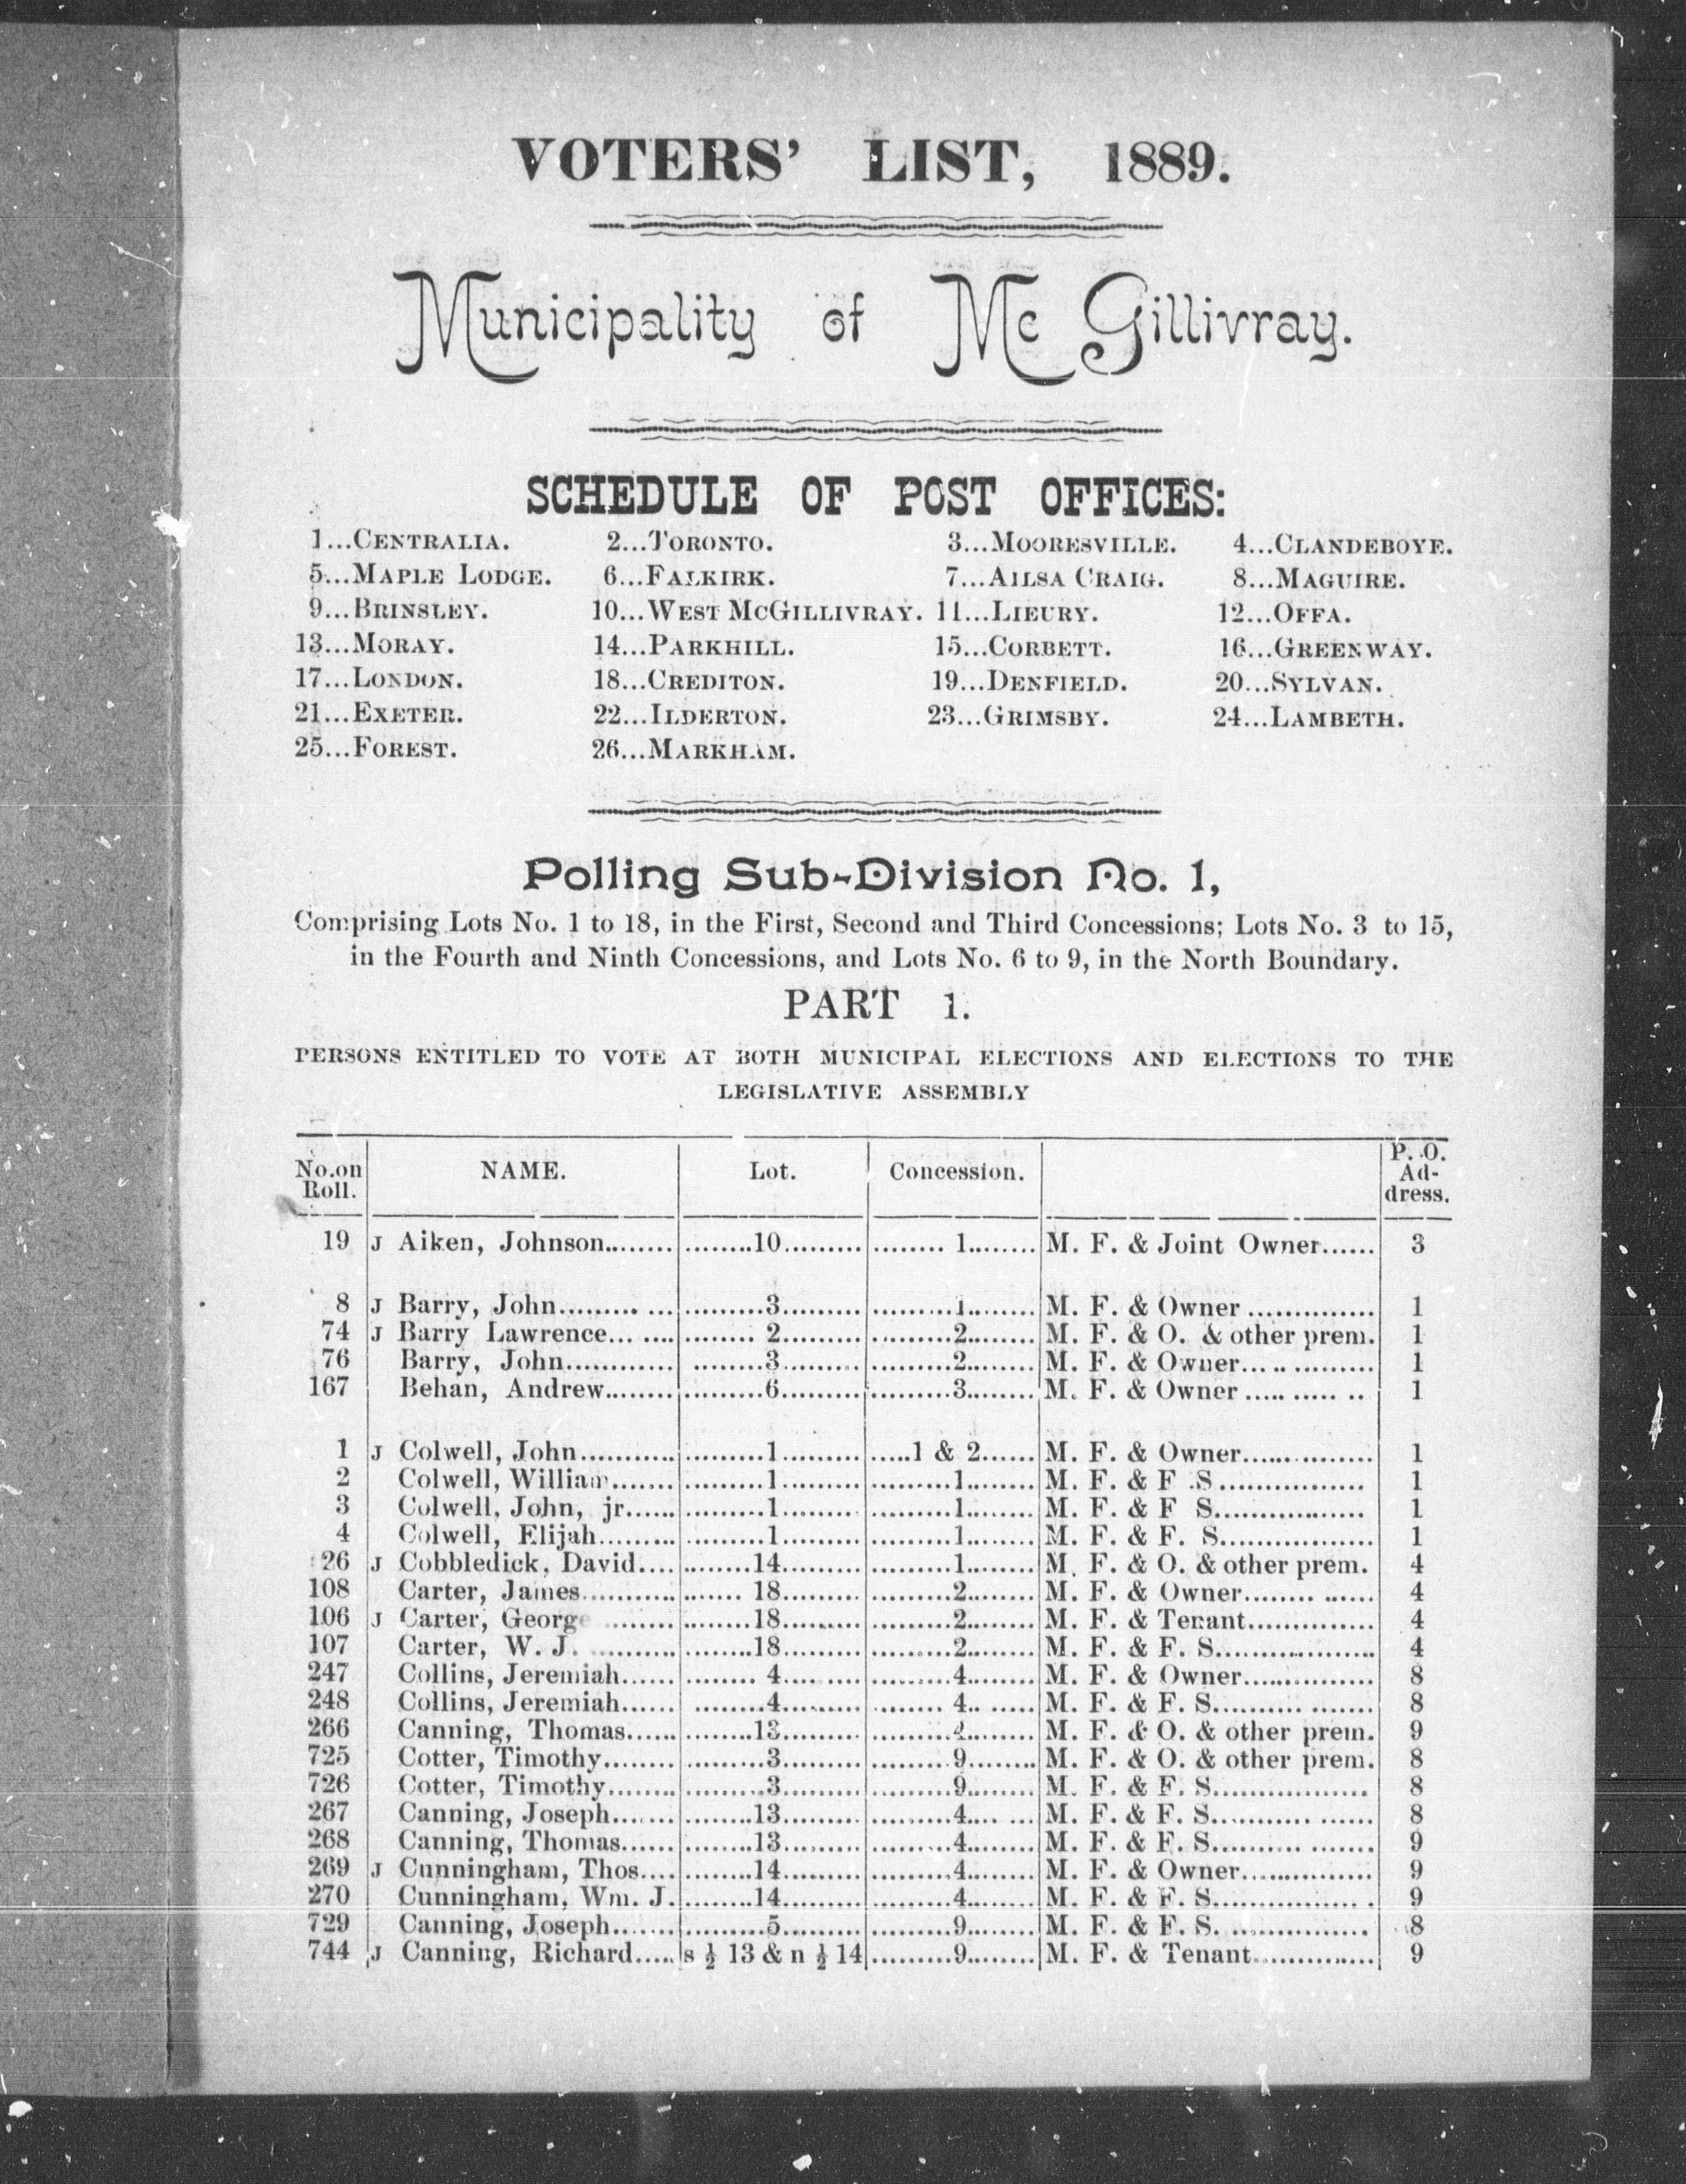 VOTERS' LIST, 1889.
Municipality of Mc Gillivray.
SCHEDULE OF POST OFFICES:
1...CENTRALIA. 2...TORONTO. 3...MOORESVILLE. 4...CLANDEBOYE.
5...MAPLE LODGE. 6...FALKIRK. 7...AILSA CRAIG. 8...MAGUIRE.
9...BRINSLEY. 10...WEST MCGILLIVRAY. 11...LIEURY. 12...OFFA.
13...MORAY. 14...PARKHILL. 15...CORBETT. 16...GREENWAY.
17...LONDON. 18...CREDITON. 19...DENFIELD. 20...SYLVAN.
21...EXETER. 22...ILDERTON. 23...GRIMSBY. 24...LAMBETH.
25...FOREST. 26...MARKHAM.
Polling Sub-Division No. 1,
Comprising Lots No. 1 to 18, in the First, Second and Third Concessions; Lots No. 3 to 15,
in the Fourth and Ninth Concessions, and Lots No. 6 to 9, in the North Boundary.
PART 1.
PERSONS ENTITLED TO VOTE AT BOTH MUNICIPAL ELECTIONS AND ELECTIONS TO THE
LEGISLATIVE ASSEMBLY
No. on Roll. NAME. Lot. Concession. P. O. Ad-dress.
19 J Aiken, Johnson........ 10 ........ 1 ........ M. F. & Joint Owner...... 3
8 J Barry, John........ 3 ........ 1 ........ M. F. & Owner ........ 1
74 J Barry Lawrence........ 2 ........ 2 ........ M. F. & O. & other prem. 1
76 Barry, John........ 3 ........ 2 ........ M. F. & Owner........ 1
167 Behan, Andrew........ 6 ........ 3 ........ M. F. & Owner ........ 1
1 J Colwell, John........ 1 ........ 1 & 2 ...... M. F. & Owner........ 1
2 Colwell, William........ 1 ........ 1 ........ M. F. & F .S........ 1
3 Colwell, John, jr...... 1 ........ 1 ........ M. F. & F S........ 1
4 Colwell, Elijah........ 1 ........ 1 ........ M. F. & F. S........ 1
26 J Cobbledick, David.... 14 ........ 1 ........ M. F. & O. & other prem. 4
108 Carter, James........ 18 ........ 2 ........ M. F. & Owner........ 4
106 J Carter, George ........ 18 ........ 2 ........ M. F. & Tenant........ 4
107 Carter, W. J. ........ 18 ........ 2 ........ M. F. & F. S........ 4
247 Collins, Jeremiah...... 4 ........ 4 ........ M. F. & Owner........ 8
248 Collins, Jeremiah...... 4 ........ 4 ........ M. F. & F. S........ 8
266 Canning, Thomas...... 13 ........ 4 ........ M. F. & O. & other prem. 9
725 Cotter, Timothy........ 3 ........ 9 ........ M. F. & O. & other prem. 8
726 Cotter, Timothy........ 3 ........ 9 ........ M. F. & F. S........ 8
267 Canning, Joseph....... 13 ........ 4 ........ M. F. & F. S........ 8
268 Canning, Thomas...... 13 ........ 4 ........ M. F. & F. S........ 9
269 J Cunningham, Thos.... 14 ........ 4 ........ M. F. & Owner........ 9
270 Cunningham, Wm. J. 14 ........ 4 ........ M. F. & F. S........ 9
729 Canning, Joseph....... 5 ........ 9 ........ M. F. & F. S........ 8
744 J Canning, Richard..... s ½ 13 & n ½ 14 ........ 9 ........ M. F. & Tenant........ 9